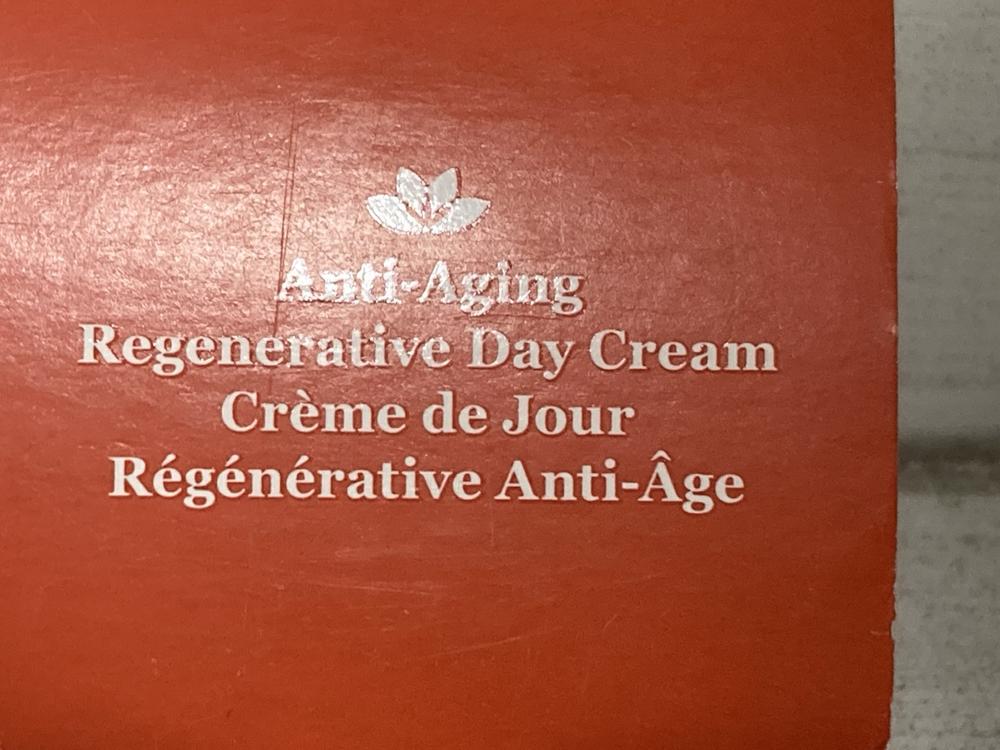 Anti-Aging
Regenerative Day Cream
Crème de Jour
Régénérative Anti-Âge